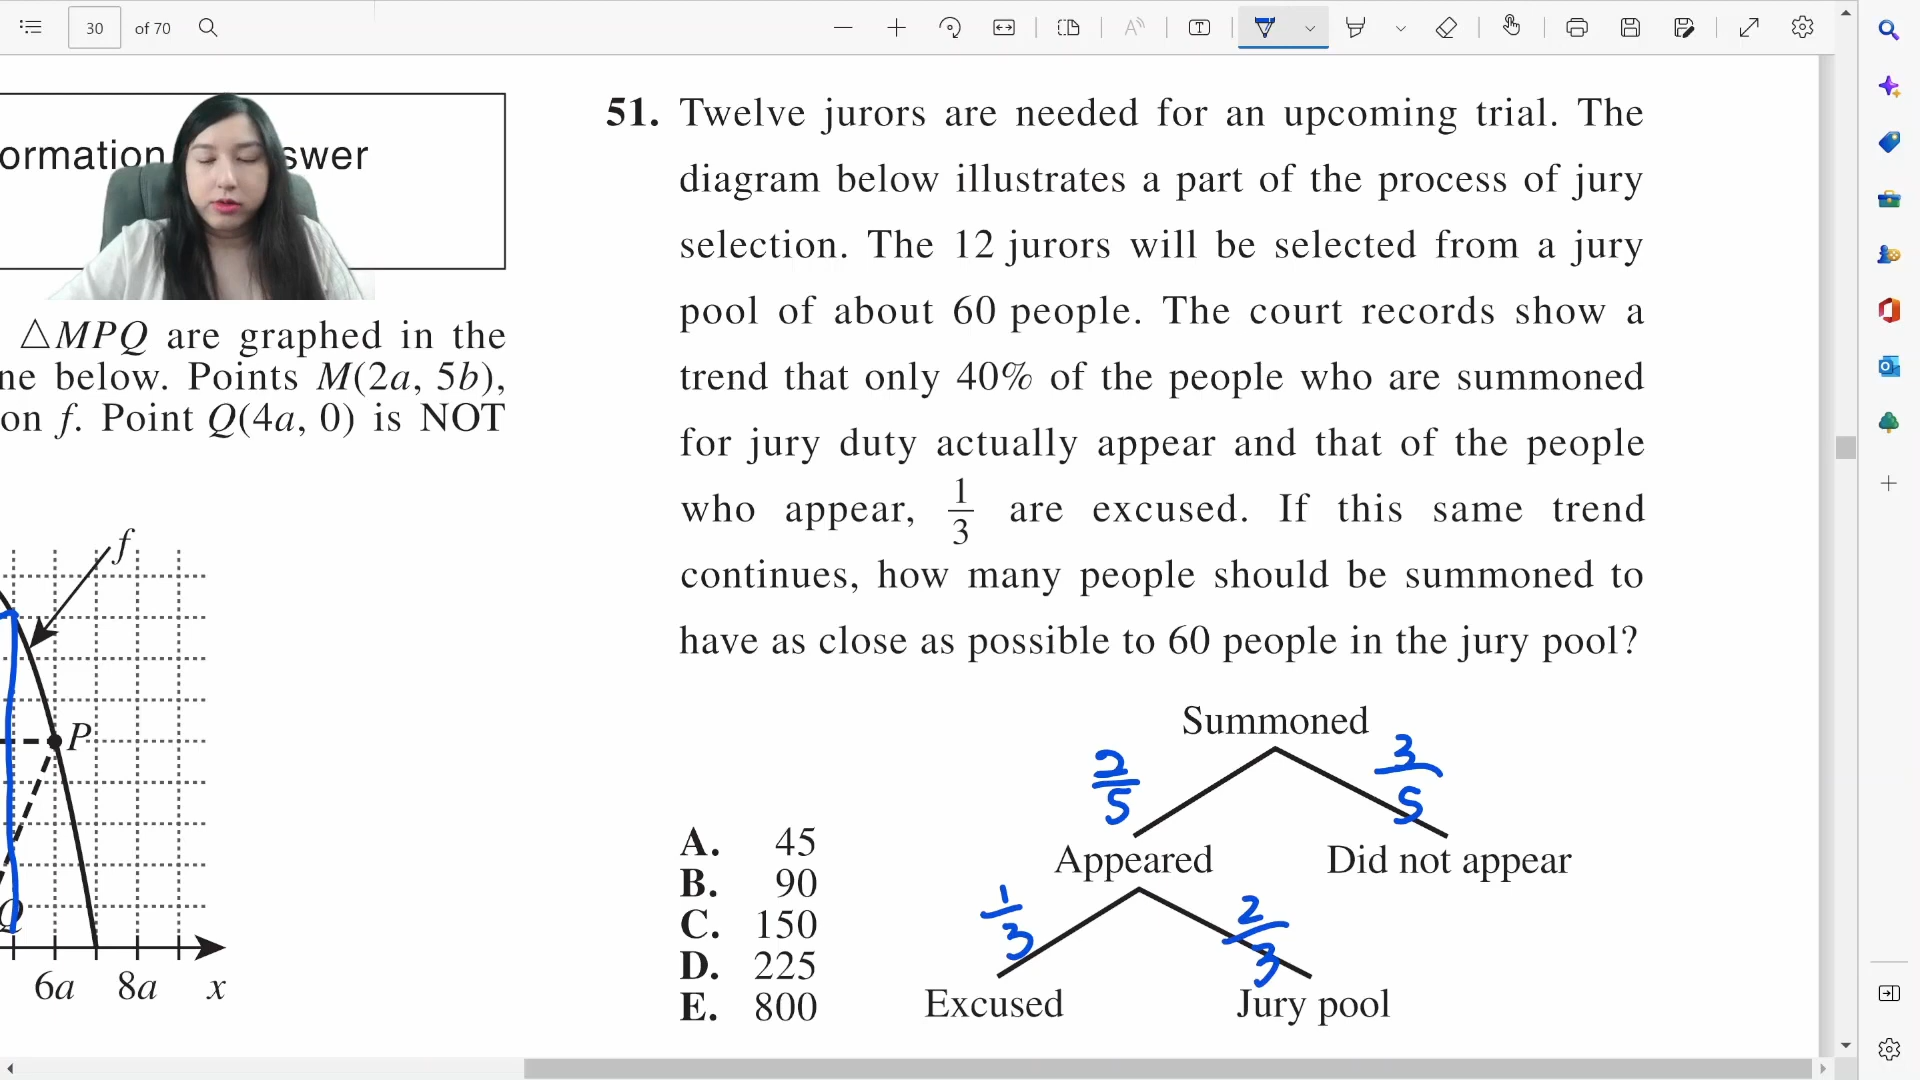 30 of 70
ormation
swer
△MPQ are graphed in the
ne below. Points M(2a, 5b),
on f. Point Q(4a, 0) is NOT
f
P
Q
6a 8a x
51. Twelve jurors are needed for an upcoming trial. The
diagram below illustrates a part of the process of jury
selection. The 12 jurors will be selected from a jury
pool of about 60 people. The court records show a
trend that only 40% of the people who are summoned
for jury duty actually appear and that of the people
who appear, 1/3 are excused. If this same trend
continues, how many people should be summoned to
have as close as possible to 60 people in the jury pool?
Summoned
2/5 3/5
Appeared Did not appear
1/3 2/3
Excused Jury pool
A. 45
B. 90
C. 150
D. 225
E. 800